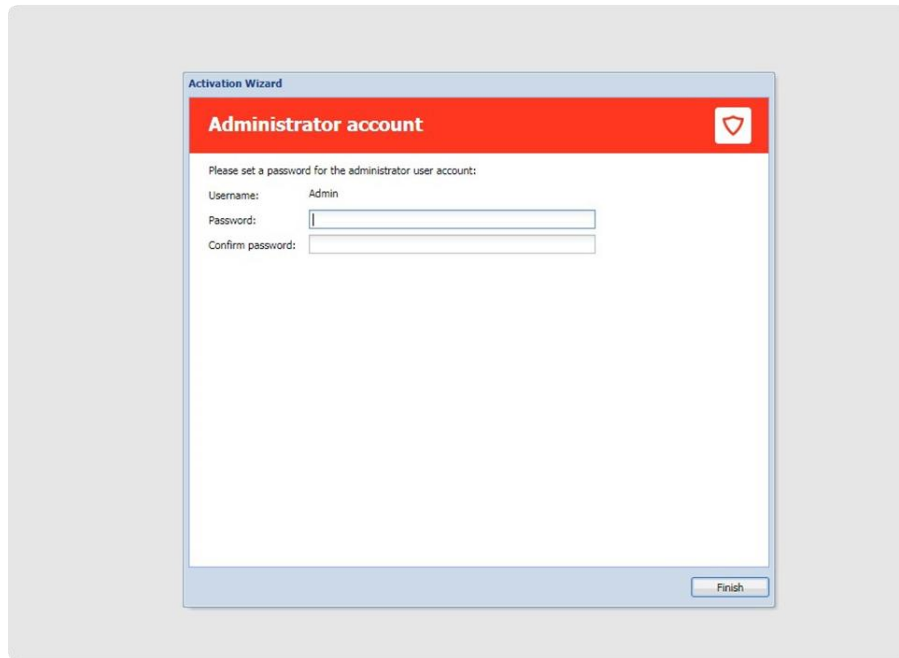 Activation Wizard
Administrator account
Please set a password for the administrator user account:
Username: Admin
Password:
Confirm password:
Finish